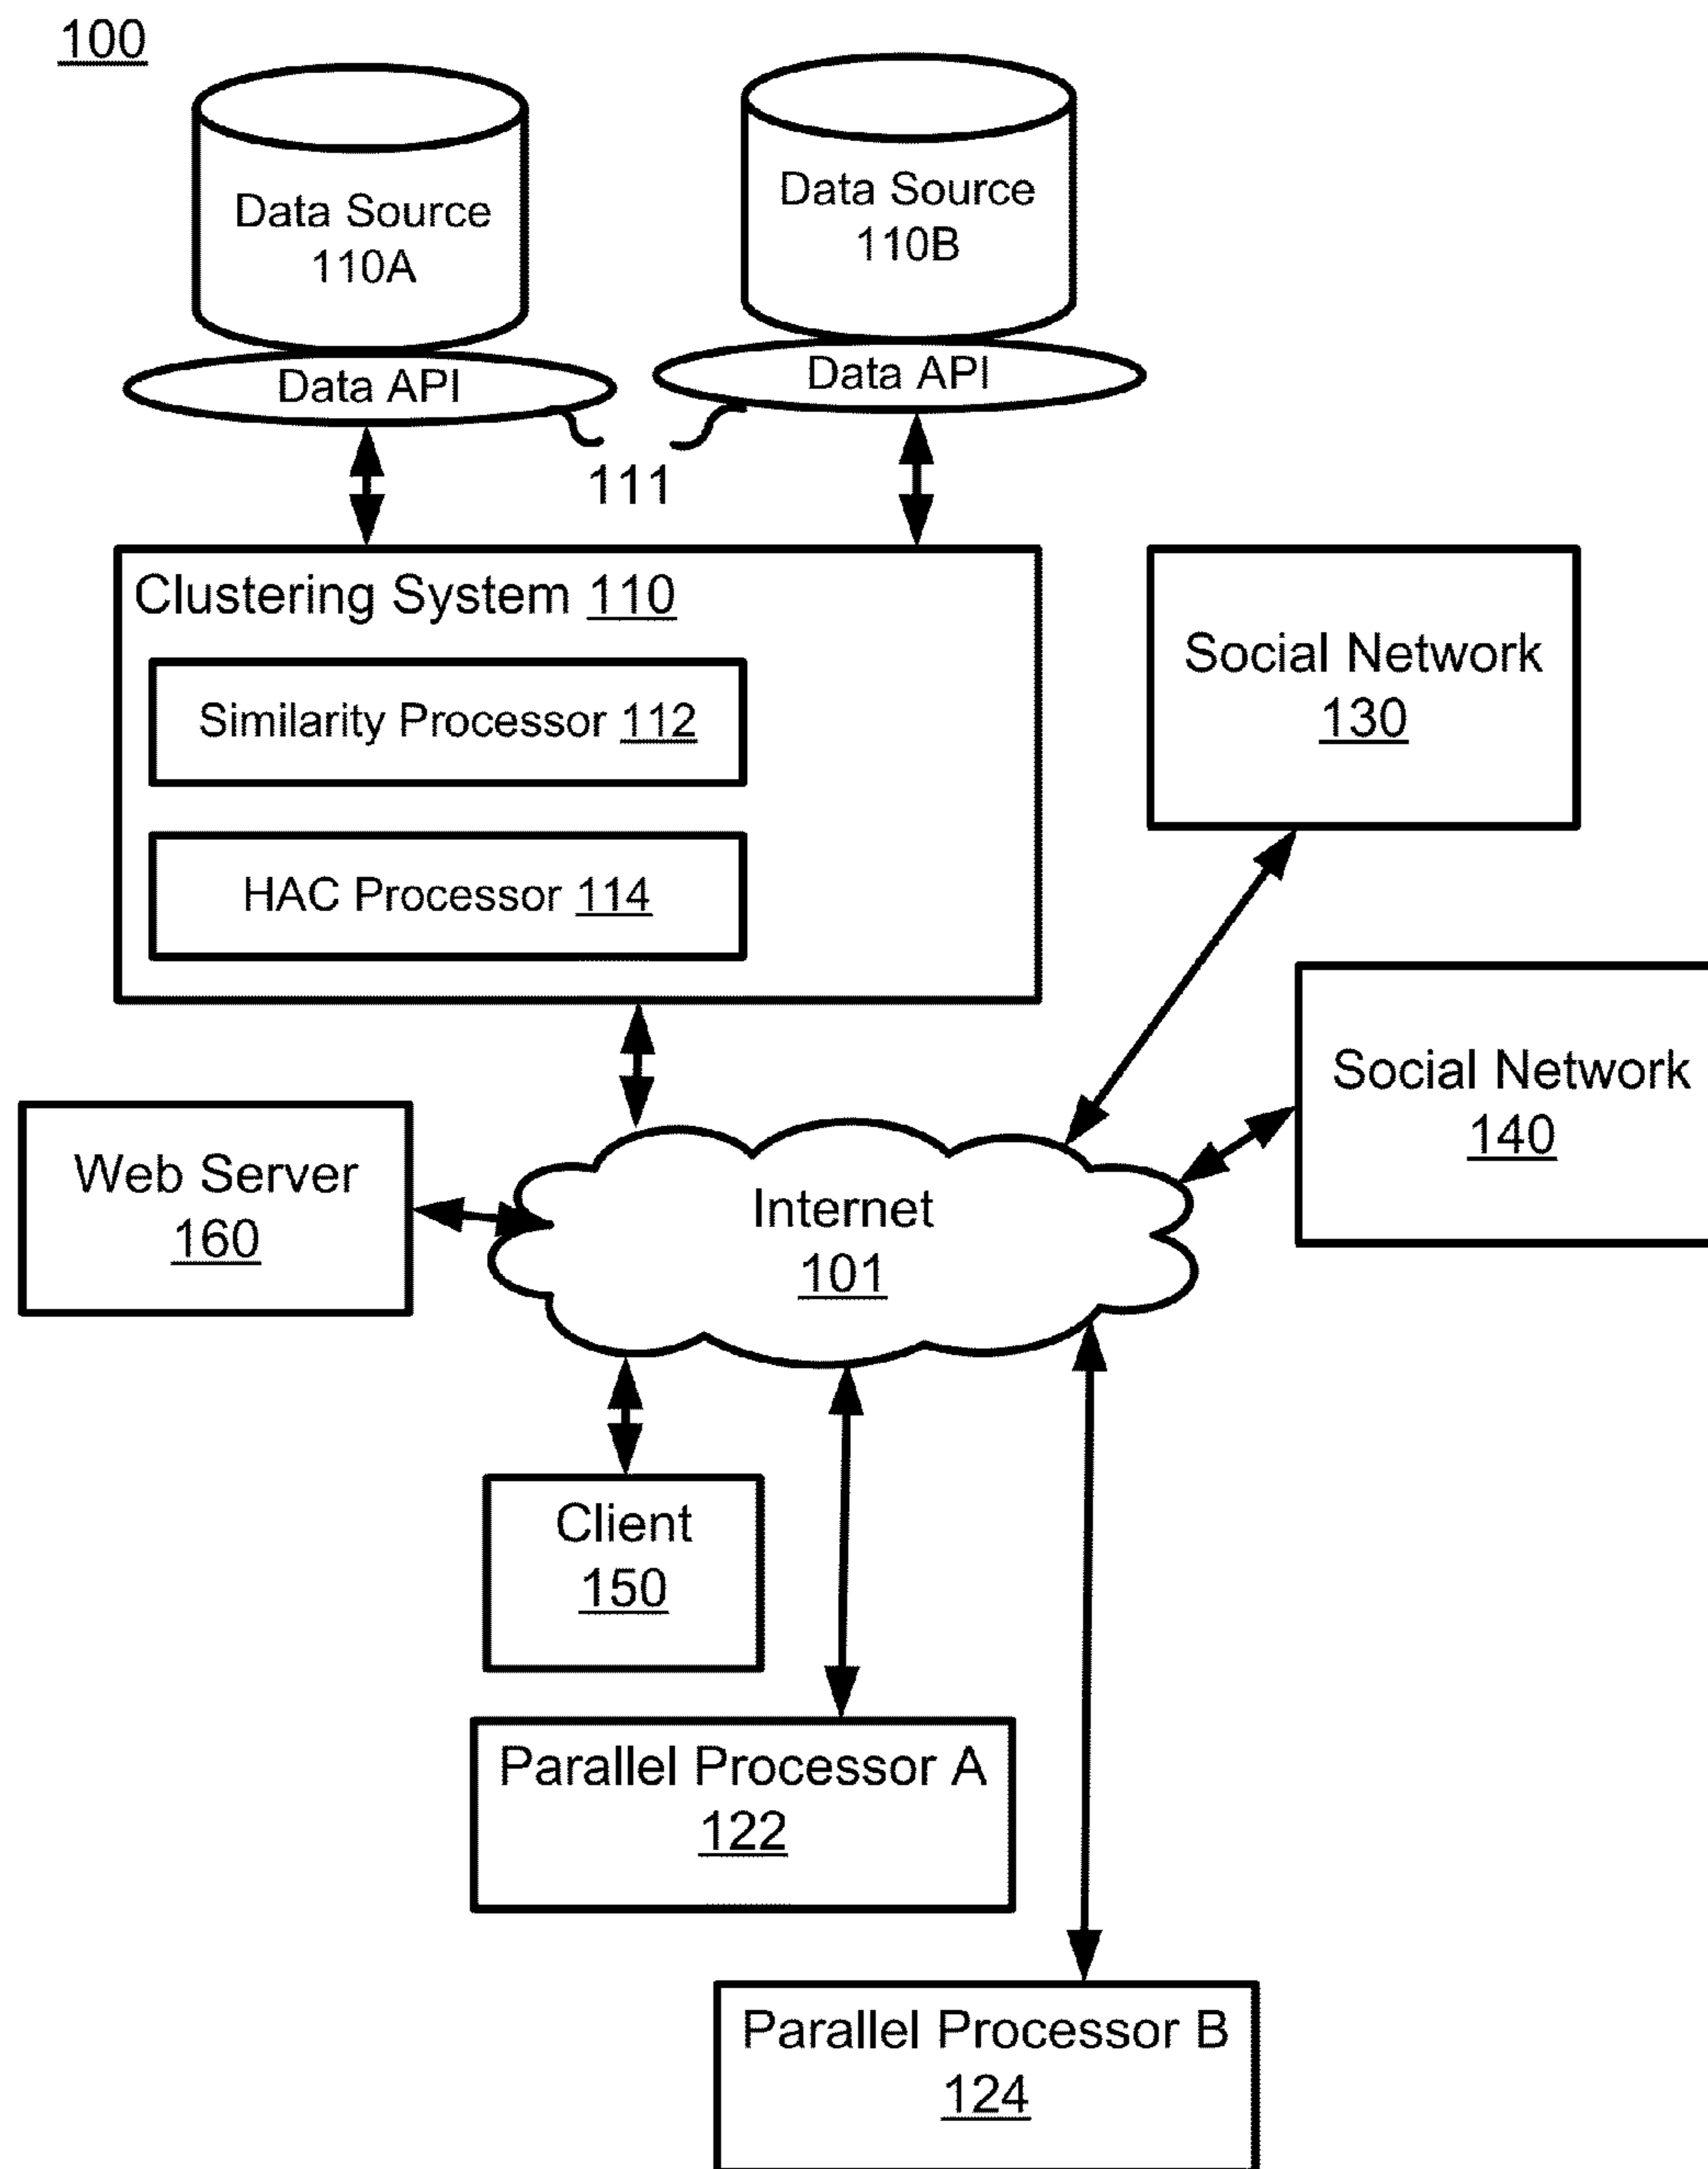 100
Data Source
110A
Data Source
110B
Data API
Data API
111
Clustering System 110
Similarity Processor 112
HAC Processor 114
Social Network
130
Social Network
140
Web Server
160
Internet
101
Client
150
Parallel Processor A
122
Parallel Processor B
124